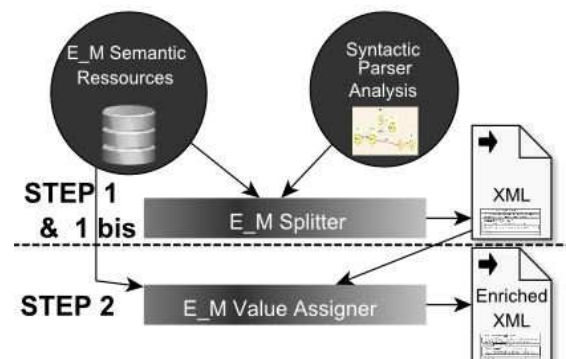 E_M Semantic
Ressources
Syntactic
Parser
Analysis
STEP 1
& 1 bis
E_M Splitter
XML
STEP 2
E_M Value Assigner
Enriched
XML